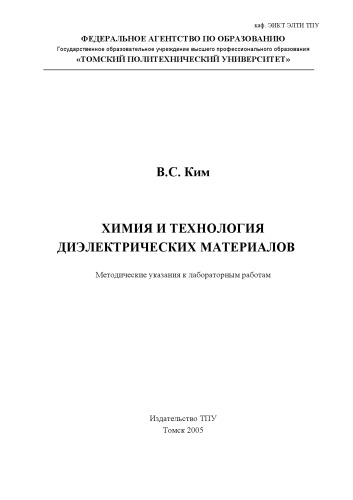 каф. ЭИКТ ЭЛТИ ТПУ
ФЕДЕРАЛЬНОЕ АГЕНТСТВО ПО ОБРАЗОВАНИЮ
Государственное образовательное учреждение высшего профессионального образования
«ТОМСКИЙ ПОЛИТЕХНИЧЕСКИЙ УНИВЕРСИТЕТ»
В.С. Ким
ХИМИЯ И ТЕХНОЛОГИЯ
ДИЭЛЕКТРИЧЕСКИХ МАТЕРИАЛОВ
Методические указания к лабораторным работам
Издательство ТПУ
Томск 2005